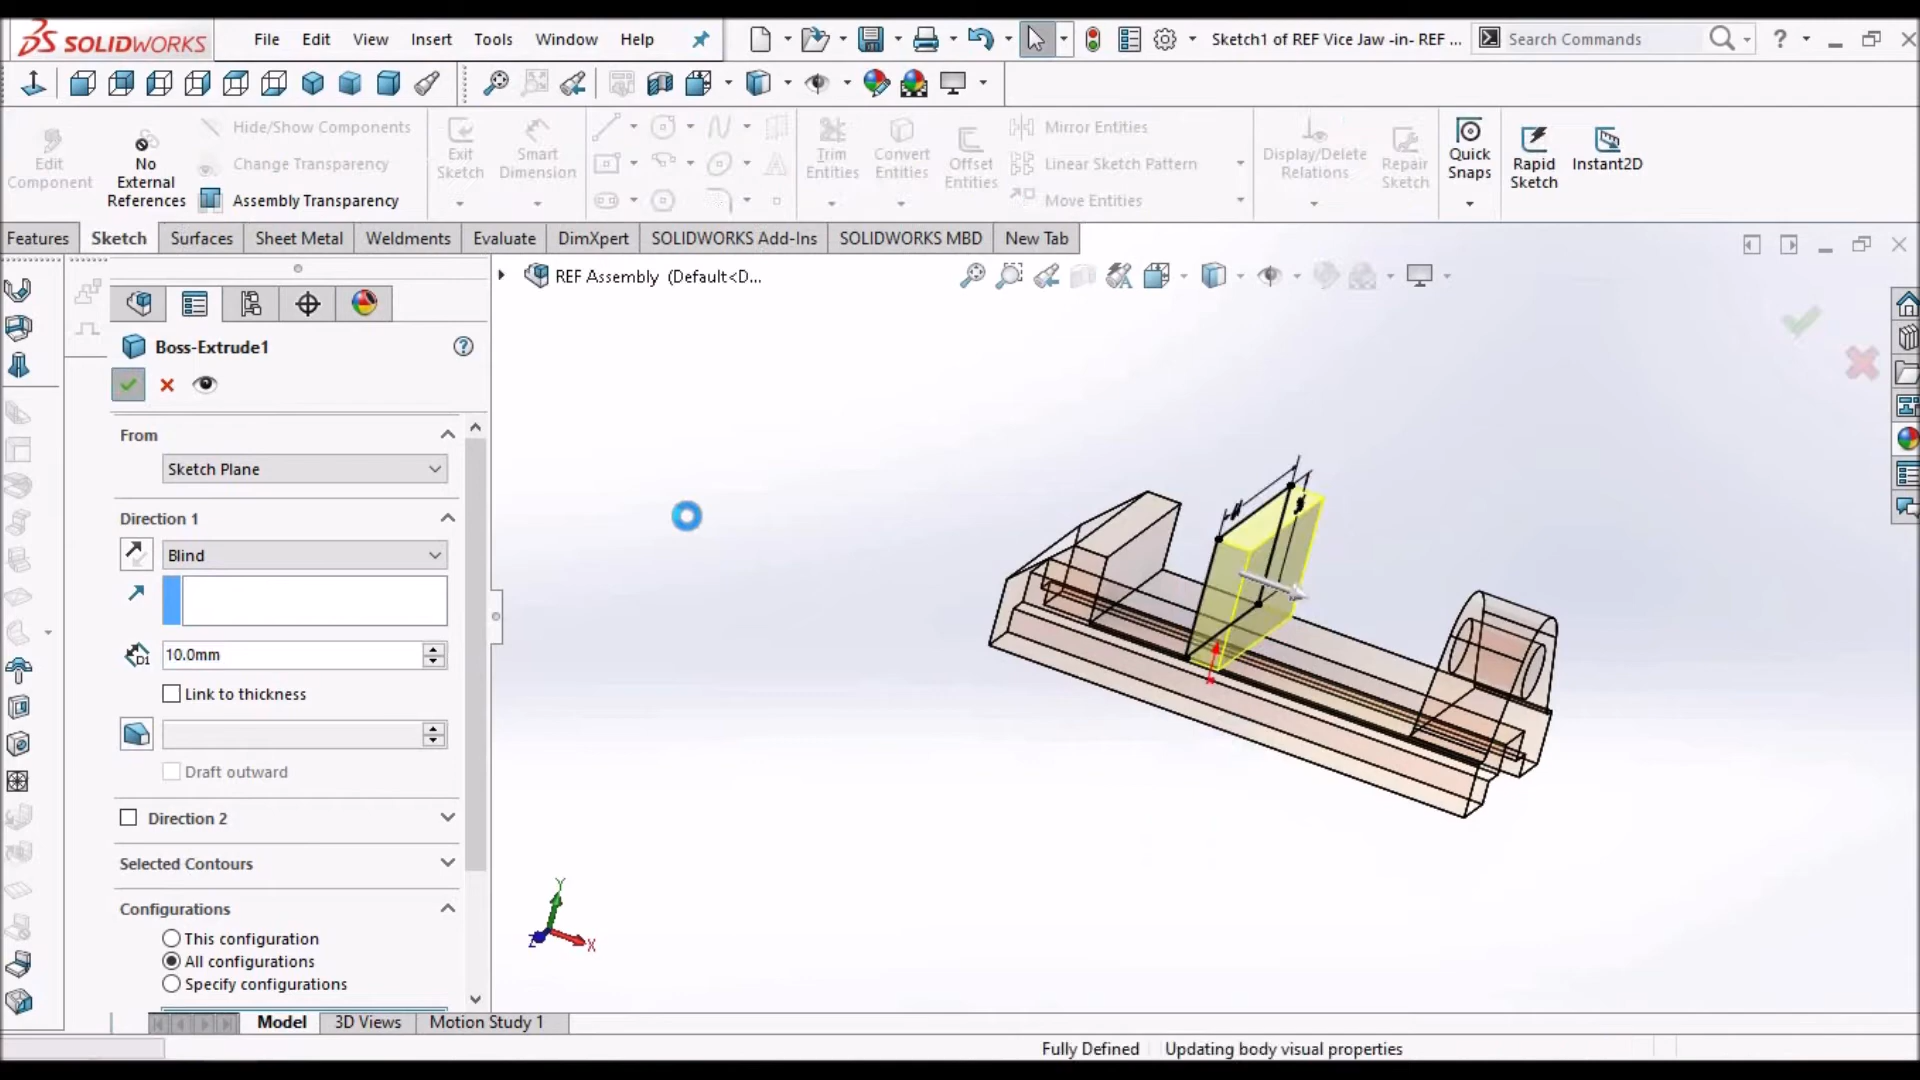 SOLIDWORKS File Edit View Insert Tools Window Help Sketch1 of REF Vice Jaw -in- REF ... Search Commands
Edit Component
No External References
Hide/Show Components
Change Transparency
Assembly Transparency
Exit Sketch
Smart Dimension
Trim Entities
Convert Entities
Offset Entities
Mirror Entities
Linear Sketch Pattern
Move Entities
Display/Delete Relations
Repair Sketch
Quick Snaps
Rapid Sketch
Instant2D
Features Sketch Surfaces Sheet Metal Weldments Evaluate DimXpert SOLIDWORKS Add-Ins SOLIDWORKS MBD New Tab
REF Assembly (Default<D...
Boss-Extrude1
From
Sketch Plane
Direction 1
Blind
D1 10.0mm
Link to thickness
Draft outward
Direction 2
Selected Contours
Configurations
This configuration
All configurations
Specify configurations
Y
Z X
Model 3D Views Motion Study 1
Fully Defined Updating body visual properties